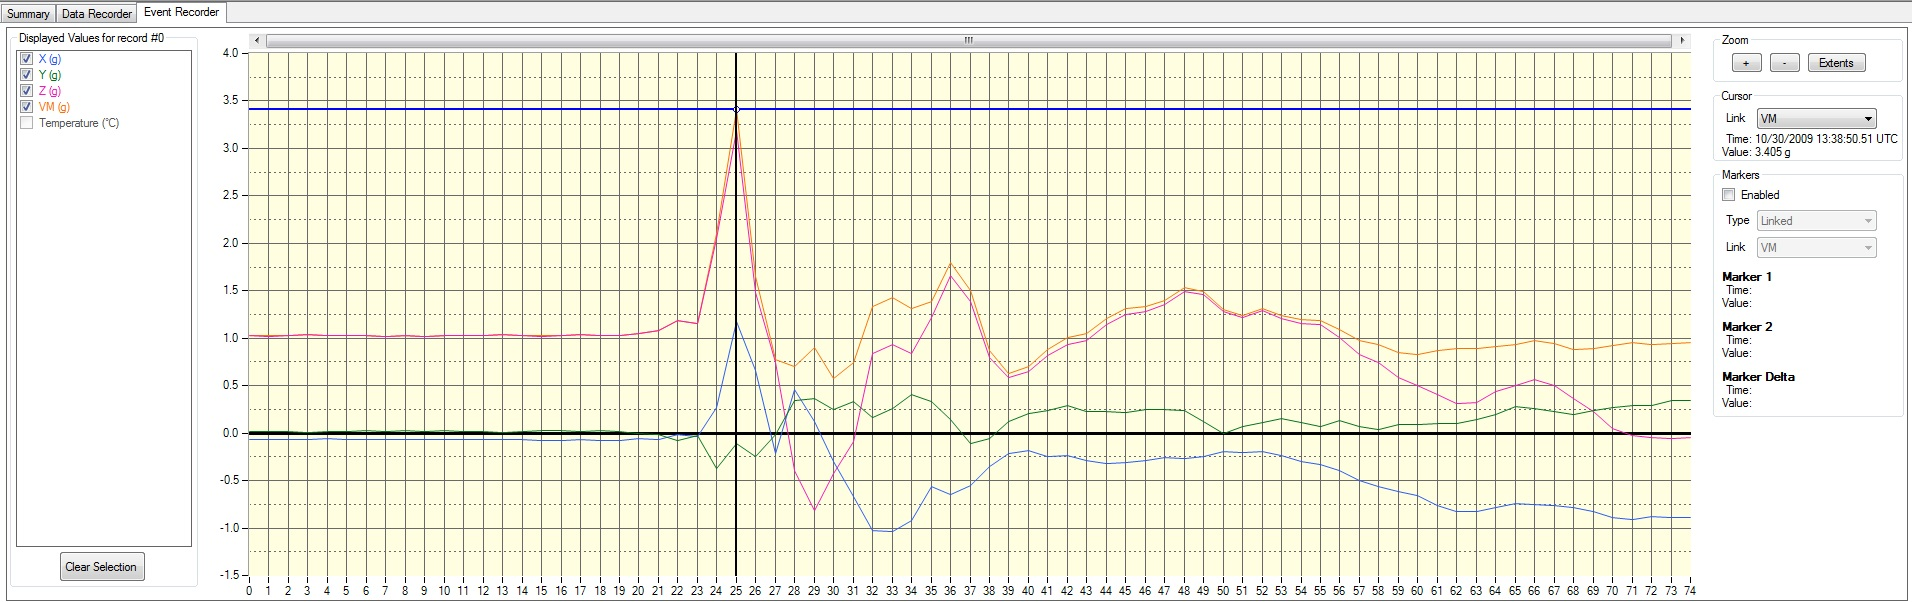 Summary Data Recorder Event Recorder
Displayed Values for record #0
X (g)
Y (g)
Z (g)
VM (g)
Temperature (°C)
Clear Selection
4.0
3.5
3.0
2.5
2.0
1.5
1.0
0.5
0.0
-0.5
-1.0
-1.5
0 1 2 3 4 5 6 7 8 9 10 11 12 13 14 15 16 17 18 19 20 21 22 23 24 25 26 27 28 29 30 31 32 33 34 35 36 37 38 39 40 41 42 43 44 45 46 47 48 49 50 51 52 53 54 55 56 57 58 59 60 61 62 63 64 65 66 67 68 69 70 71 72 73 74
Zoom
+ - Extents
Cursor
Link VM
Time: 10/30/2009 13:38:50.51 UTC
Value: 3.405 g
Markers
Enabled
Type Linked
Link VM
Marker 1
Time:
Value:
Marker 2
Time:
Value:
Marker Delta
Time:
Value: